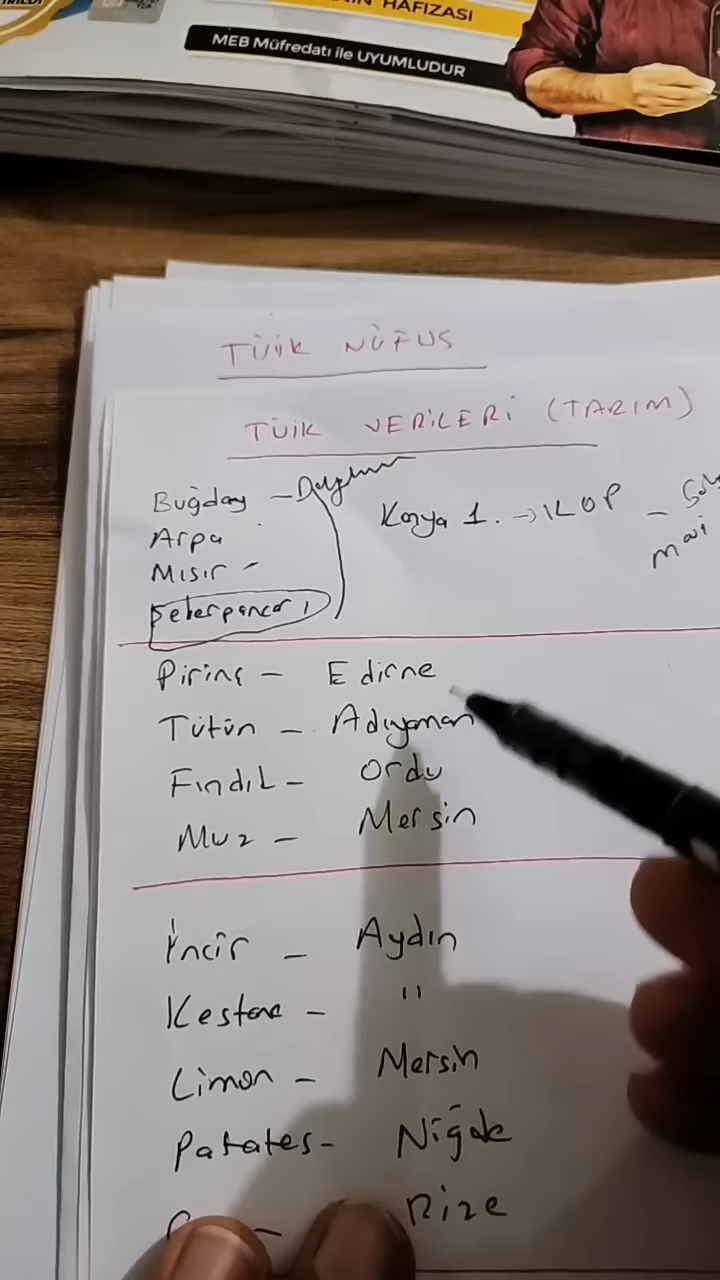 HAFIZASI
MEB Müfredatı ile UYUMLUDUR
TÜİK NÜFUS
TÜİK VERİLERİ (TARIM)
Buğday -
Arpa
Mısır -
Şekerpancarı
Konya 1. → KOP -
mavi
Pirinç - Edirne
Tütün - Adıyaman
Fındık - Ordu
Muz - Mersin
İncir - Aydın
Kestane - "
Limon - Mersin
Patates - Niğde
- Rize